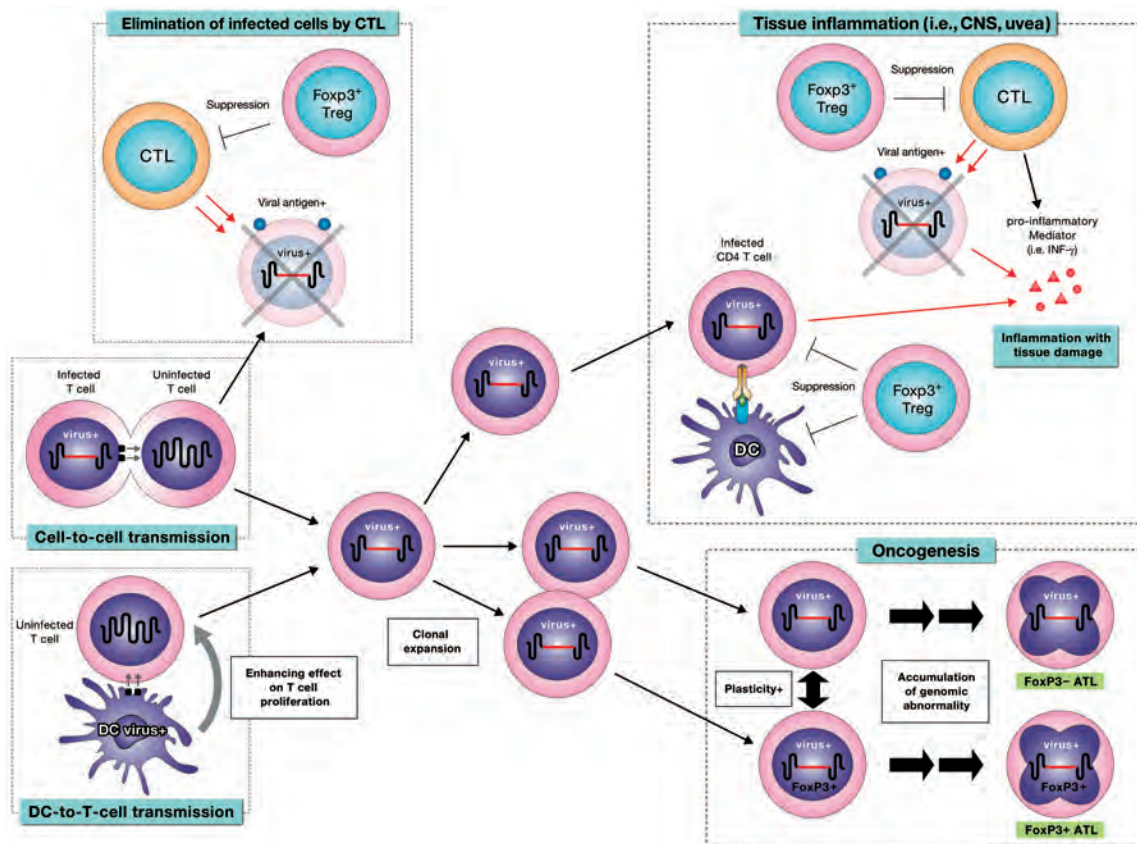 Elimination of infected cells by CTL
Foxp3+
Treg
Suppression
CTL
Viral antigen+
virus+
Infected
T cell
Uninfected
T cell
virus+
Cell-to-cell transmission
Uninfected
T cell
DC virus+
Enhancing effect
on T cell
proliferation
DC-to-T-cell transmission
virus+
Clonal
expansion
virus+
virus+
virus+
Tissue inflammation (i.e., CNS, uvea)
Foxp3+
Treg
Suppression
CTL
Viral antigen+
virus+
pro-inflammatory
Mediator
(i.e. INF-γ)
Infected
CD4 T cell
virus+
Inflammation with
tissue damage
Suppression
Foxp3+
Treg
DC
Oncogenesis
virus+
virus+
FoxP3− ATL
Plasticity+
Accumulation
of genomic
abnormality
virus+
FoxP3+
virus+
FoxP3+
FoxP3+ ATL